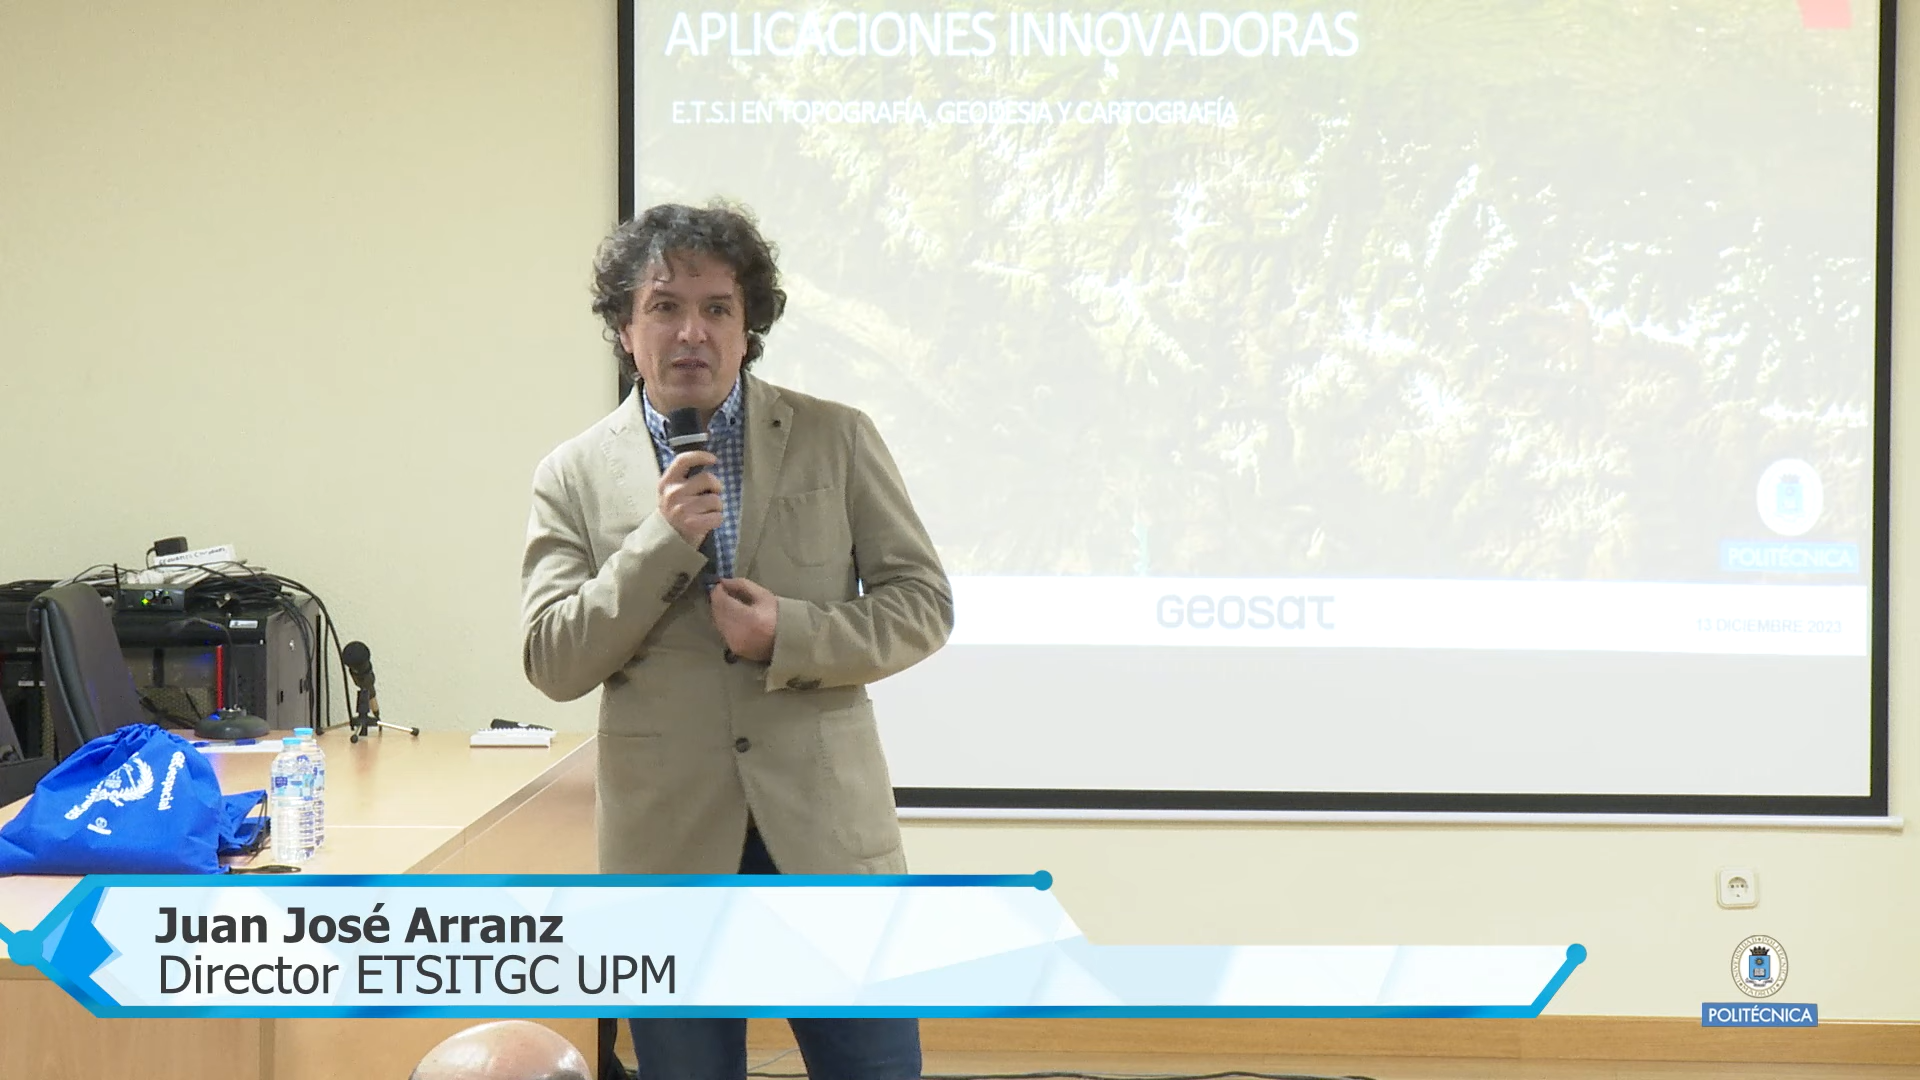 APLICACIONES INNOVADORAS
E.T.S.I EN TOPOGRAFÍA, GEODESIA Y CARTOGRAFÍA
POLITÉCNICA
GEOSAT
13 DICIEMBRE 2023
Juan José Arranz
Director ETSITGC UPM
POLITÉCNICA